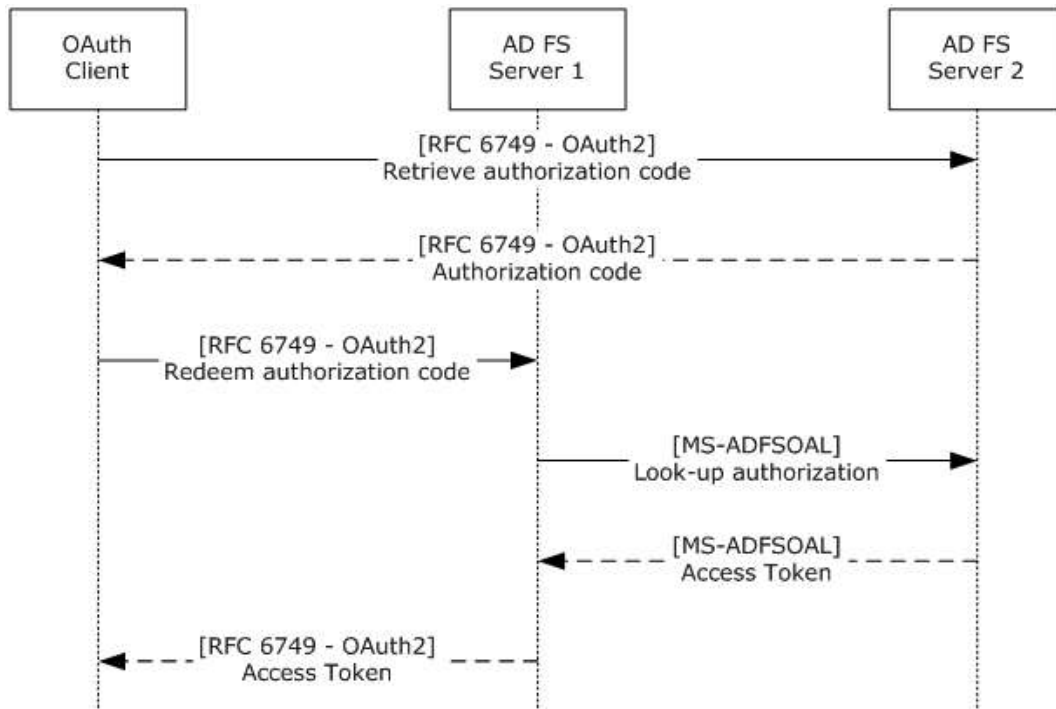 OAuth
Client
AD FS
Server 1
AD FS
Server 2
[RFC 6749 - OAuth2]
Retrieve authorization code
[RFC 6749 - OAuth2]
Authorization code
[RFC 6749 - OAuth2]
Redeem authorization code
[MS-ADFSOAL]
Look-up authorization
[MS-ADFSOAL]
Access Token
[RFC 6749 - OAuth2]
Access Token